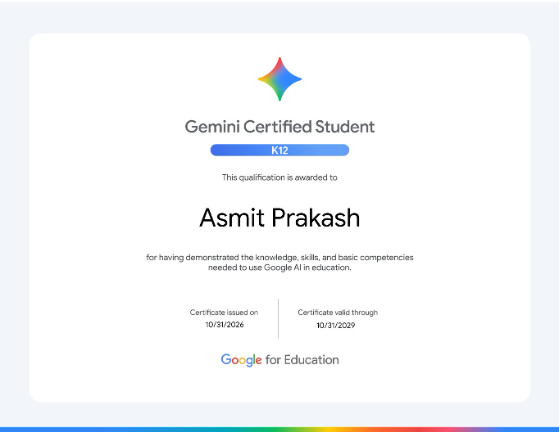 Gemini Certified Student
K12
This qualification is awarded to
Asmit Prakash
for having demonstrated the knowledge, skills, and basic competencies
needed to use Google AI in education.
Certificate issued on
10/31/2026
Certificate valid through
10/31/2029
Google for Education